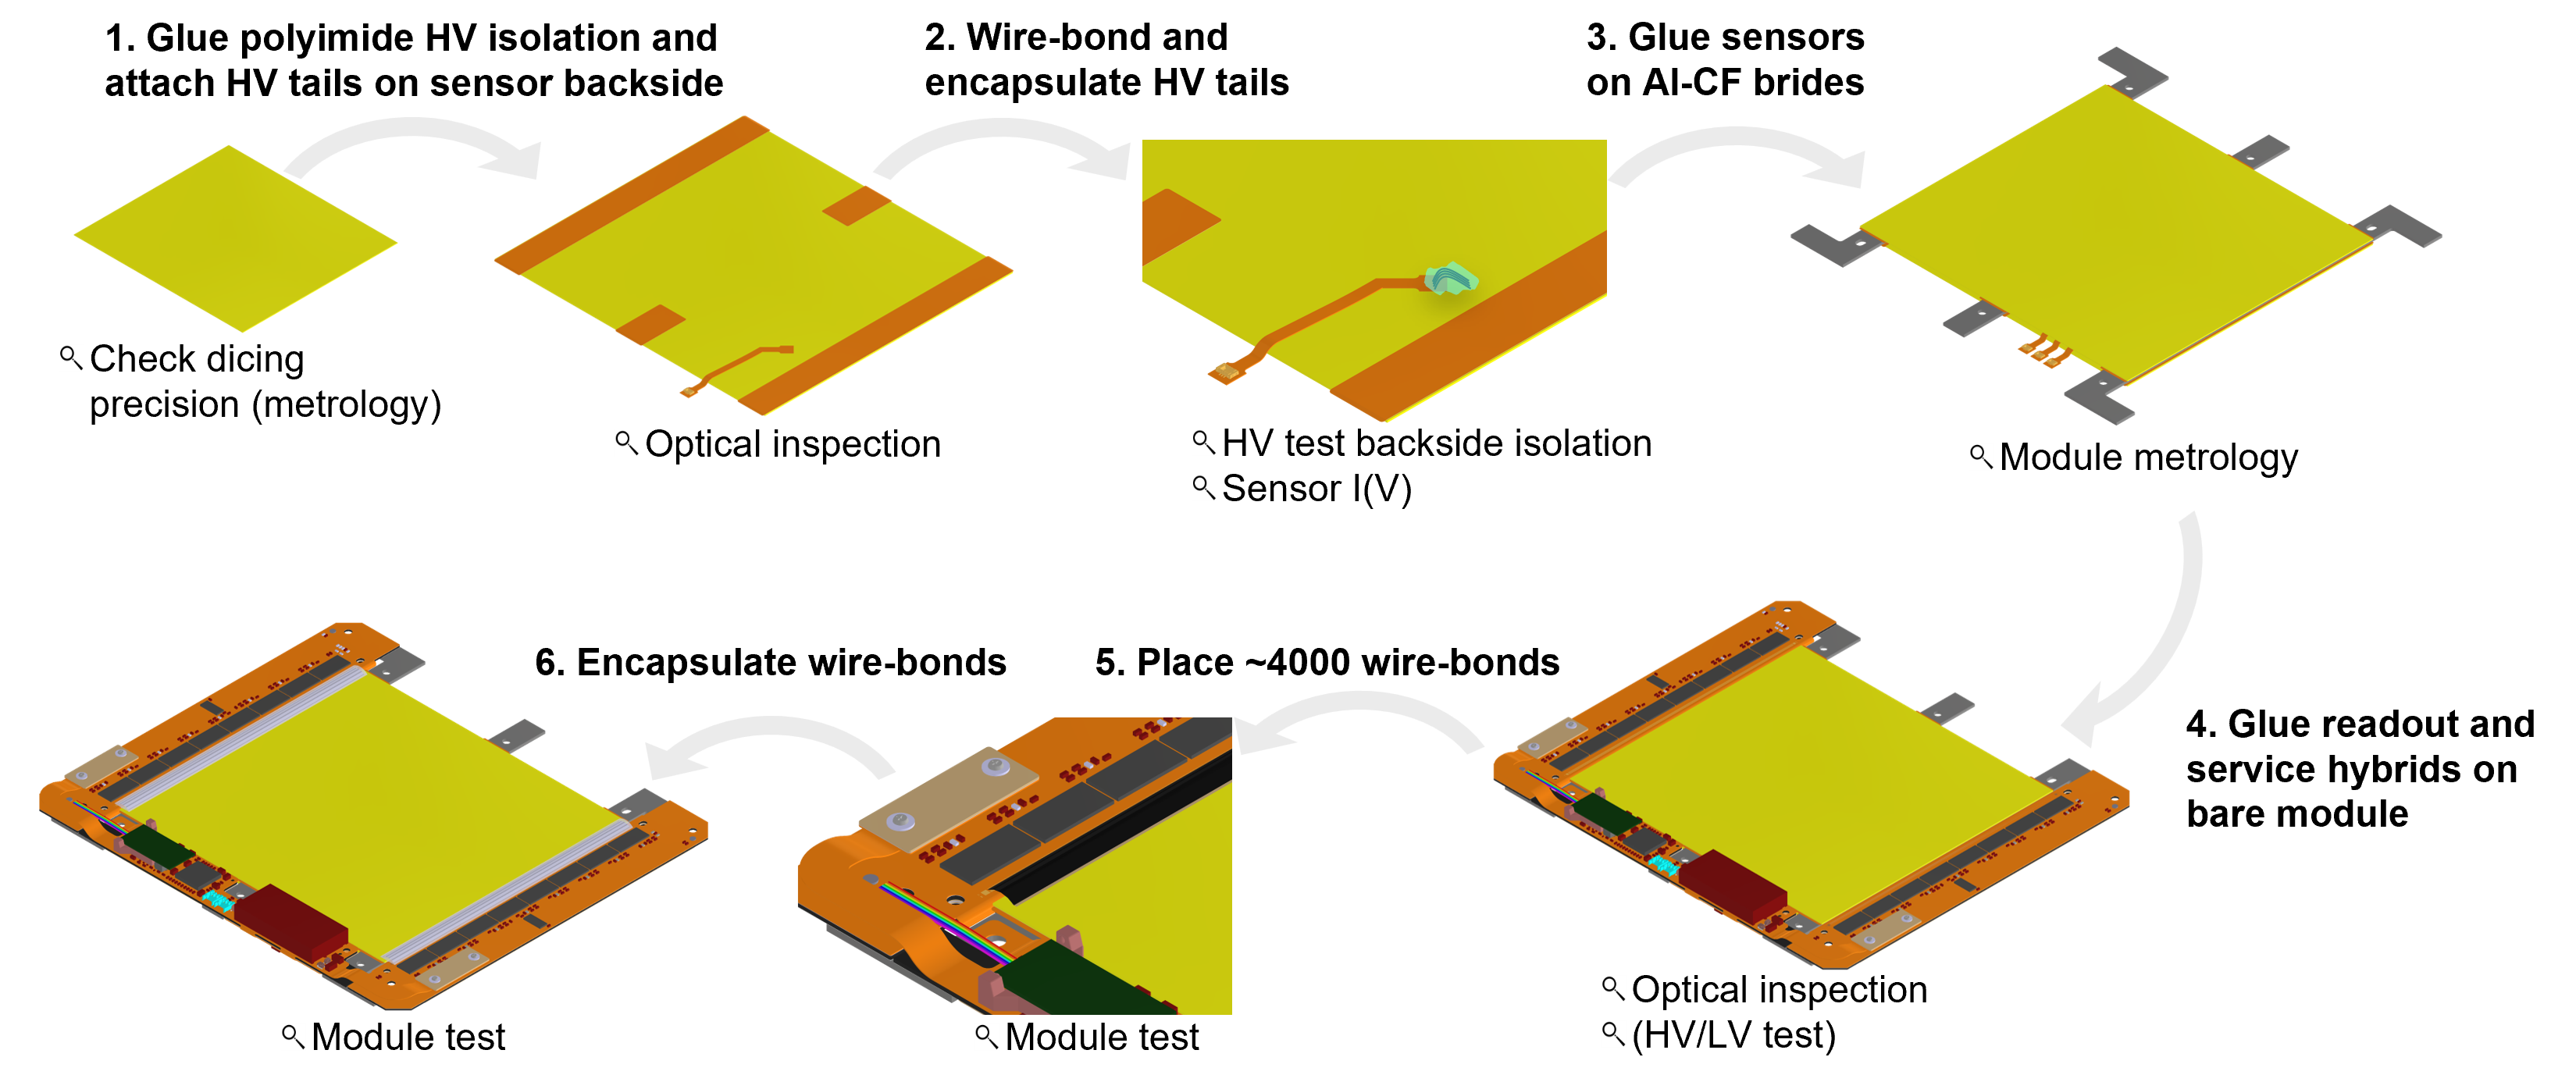 1. Glue polyimide HV isolation and
attach HV tails on sensor backside
2. Wire-bond and
encapsulate HV tails
3. Glue sensors
on Al-CF brides
Check dicing
precision (metrology)
Optical inspection
HV test backside isolation
Sensor I(V)
Module metrology
4. Glue readout and
service hybrids on
bare module
Optical inspection
(HV/LV test)
5. Place ~4000 wire-bonds
Module test
6. Encapsulate wire-bonds
Module test